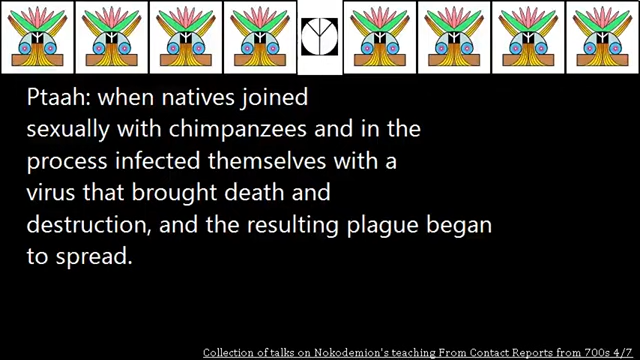 Ptaah: when natives joined
sexually with chimpanzees and in the
process infected themselves with a
virus that brought death and
destruction, and the resulting plague began
to spread.
Collection of talks on Nokodemion's teaching From Contact Reports from 700s 4/7